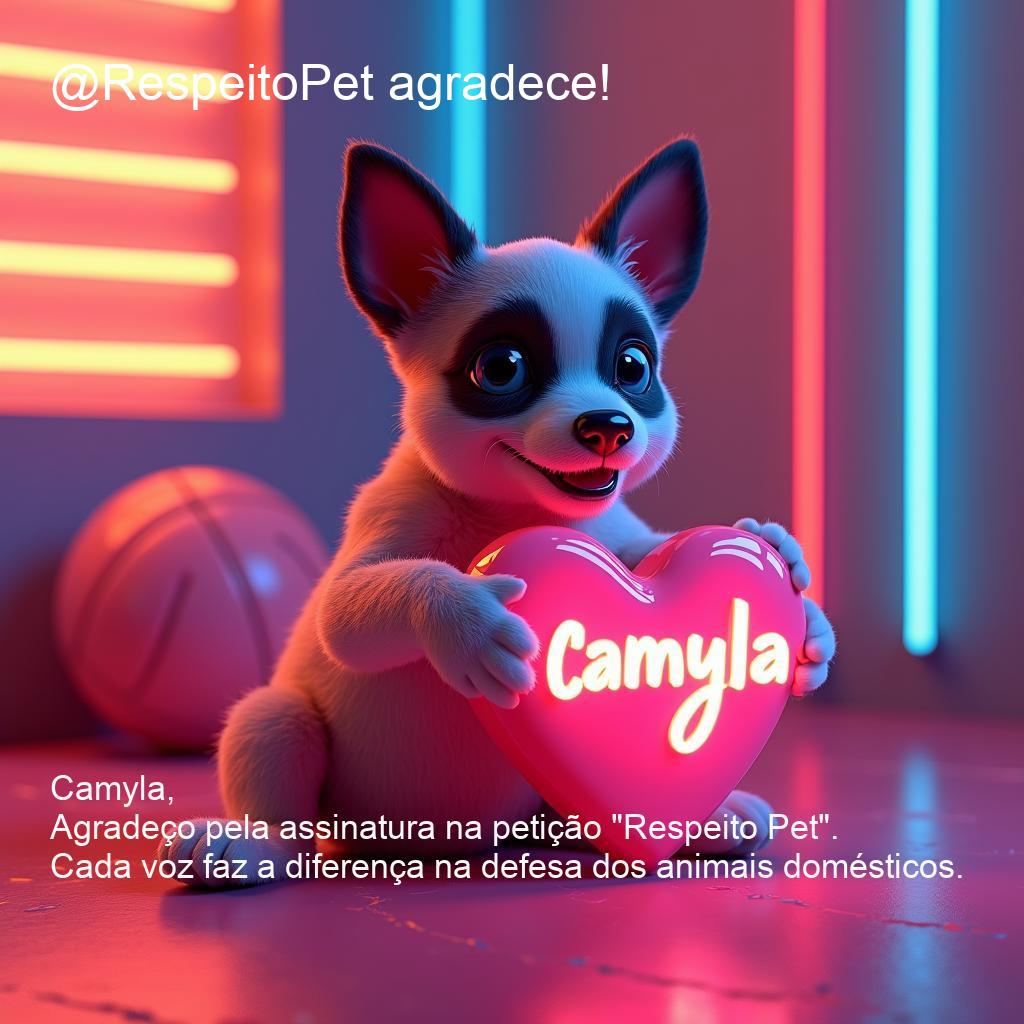 @RespeitoPet agradece!
Camyla
Camyla,
Agradeço pela assinatura na petição "Respeito Pet".
Cada voz faz a diferença na defesa dos animais domésticos.